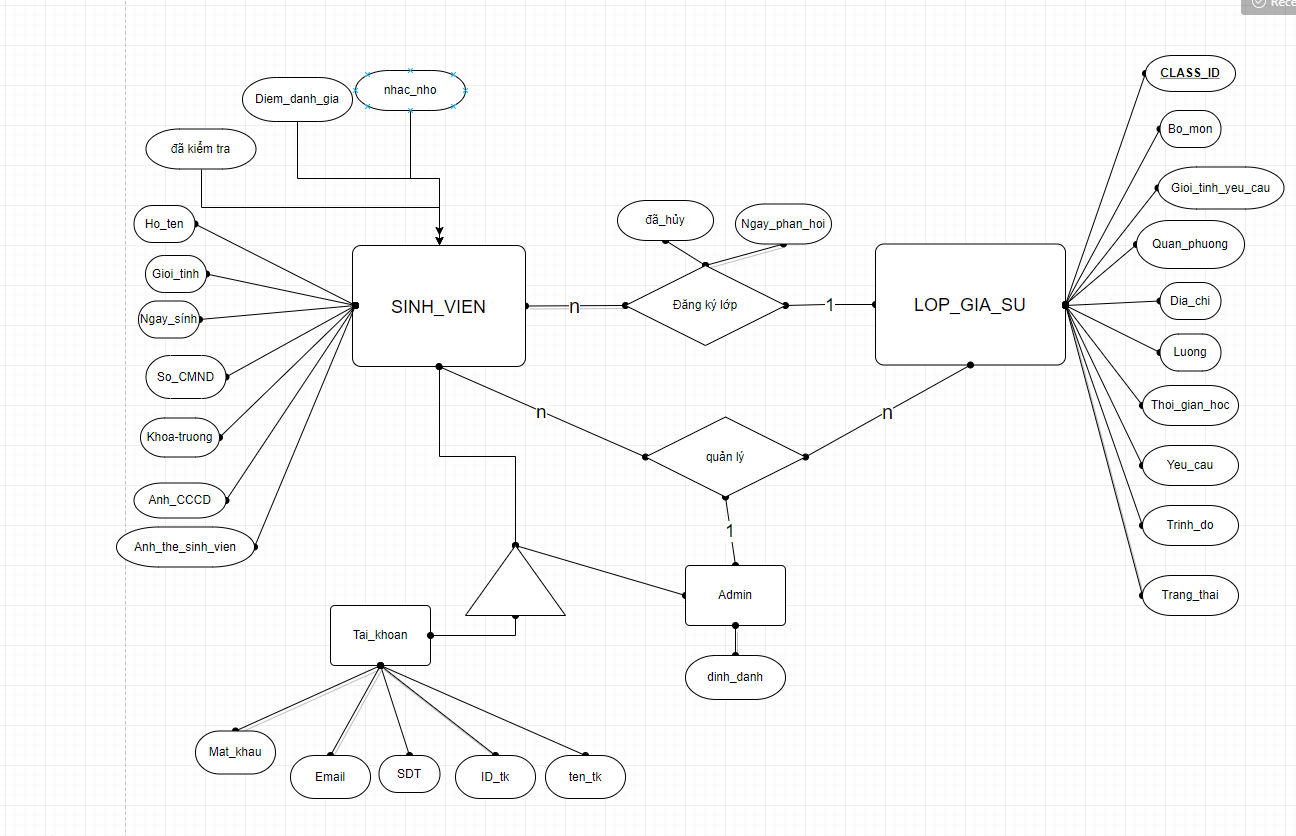 Rece
CLASS_ID
nhac_nho
Diem_danh_gia
Bo_mon
đã kiểm tra
Gioi_tinh_yeu_cau
Ho_ten
đã_hủy
Ngay_phan_hoi
Quan_phuong
Gioi_tinh
Ngay_sính
SINH_VIEN
n
Đăng ký lớp
1
LOP_GIA_SU
Dia_chi
Luong
So_CMND
Thoi_gian_hoc
n
n
Khoa-truong
quản lý
Yeu_cau
Anh_CCCD
Trinh_do
1
Anh_the_sinh_vien
Admin
Trang_thai
Tai_khoan
dinh_danh
Mat_khau
Email
SDT
ID_tk
ten_tk